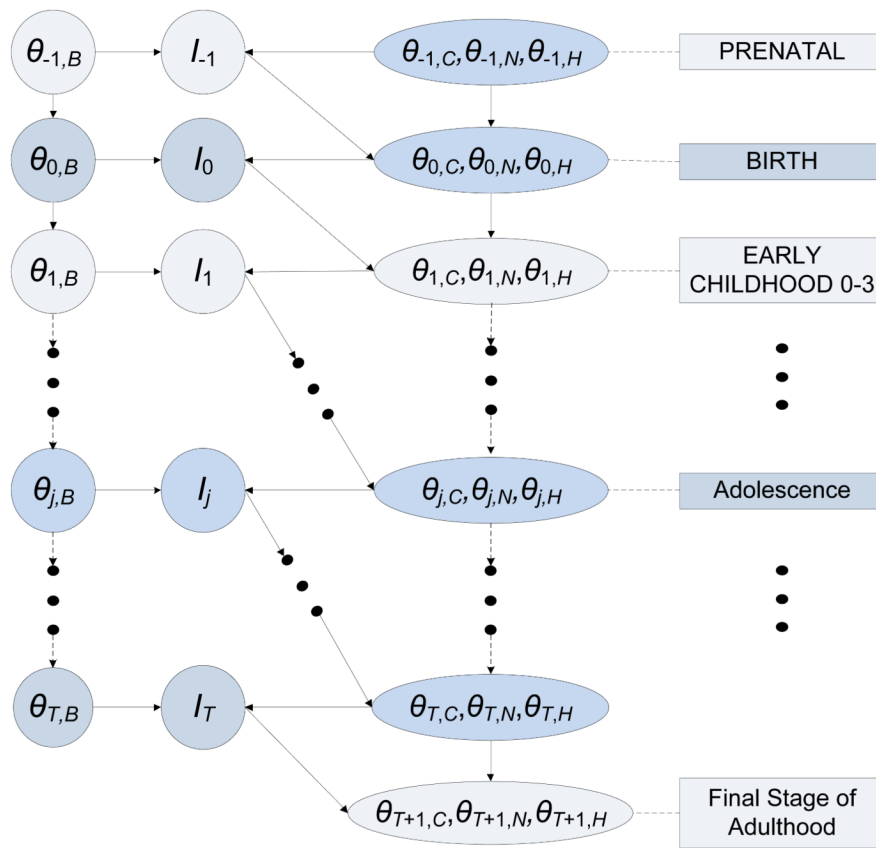 θ-1,B I-1 θ-1,C,θ-1,N,θ-1,H PRENATAL
θ0,B I0 θ0,C,θ0,N,θ0,H BIRTH
θ1,B I1 θ1,C,θ1,N,θ1,H EARLY
CHILDHOOD 0-3
θj,B Ij θj,C,θj,N,θj,H Adolescence
θT,B IT θT,C,θT,N,θT,H
θT+1,C,θT+1,N,θT+1,H Final Stage of
Adulthood